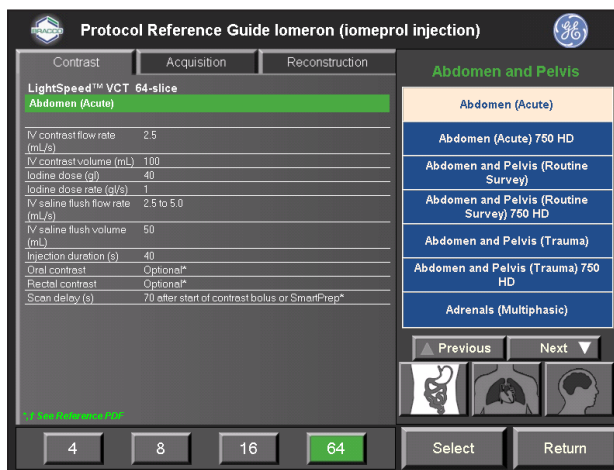 BRACCO
Protocol Reference Guide Iomeron (iomeprol injection)
GE
Contrast
Acquisition
Reconstruction
LightSpeed™ VCT 64-slice
Abdomen (Acute)
IV contrast flow rate (mL/s) 2.5
IV contrast volume (mL) 100
Iodine dose (gI) 40
Iodine dose rate (gI/s) 1
IV saline flush flow rate (mL/s) 2.5 to 5.0
IV saline flush volume (mL) 50
Injection duration (s) 40
Oral contrast Optional*
Rectal contrast Optional*
Scan delay (s) 70 after start of contrast bolus or SmartPrep*
*,† See Reference PDF
4
8
16
64
Abdomen and Pelvis
Abdomen (Acute)
Abdomen (Acute) 750 HD
Abdomen and Pelvis (Routine
Survey)
Abdomen and Pelvis (Routine
Survey) 750 HD
Abdomen and Pelvis (Trauma)
Abdomen and Pelvis (Trauma) 750
HD
Adrenals (Multiphasic)
Previous
Next
Select
Return